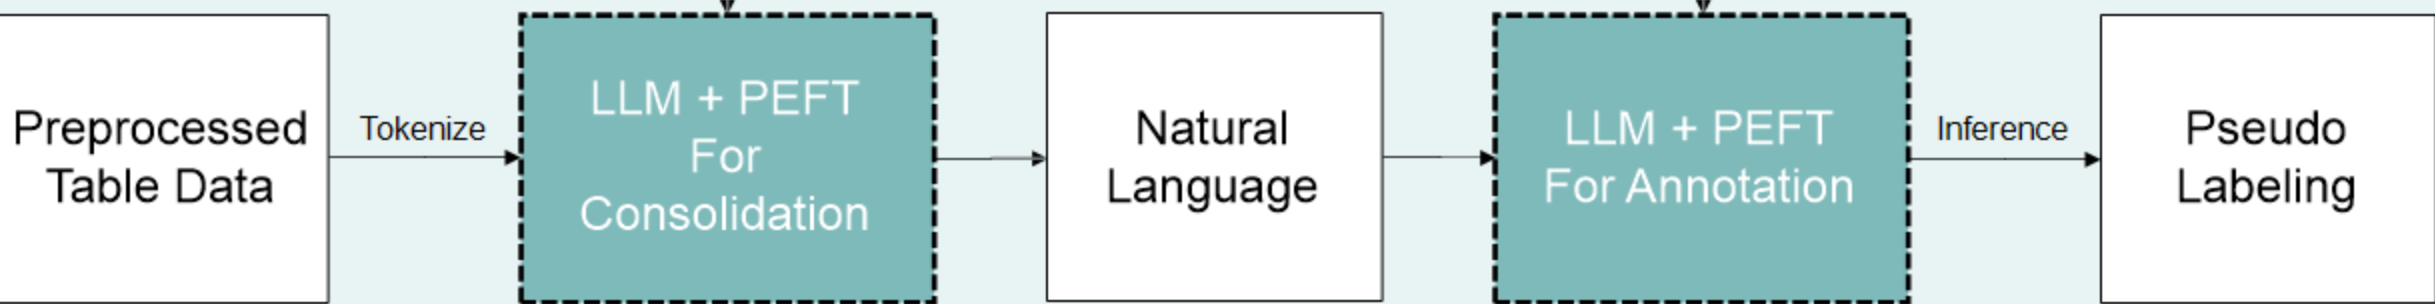 Preprocessed
Table Data
Tokenize
LLM + PEFT
For
Consolidation
Natural
Language
LLM + PEFT
For Annotation
Inference
Pseudo
Labeling